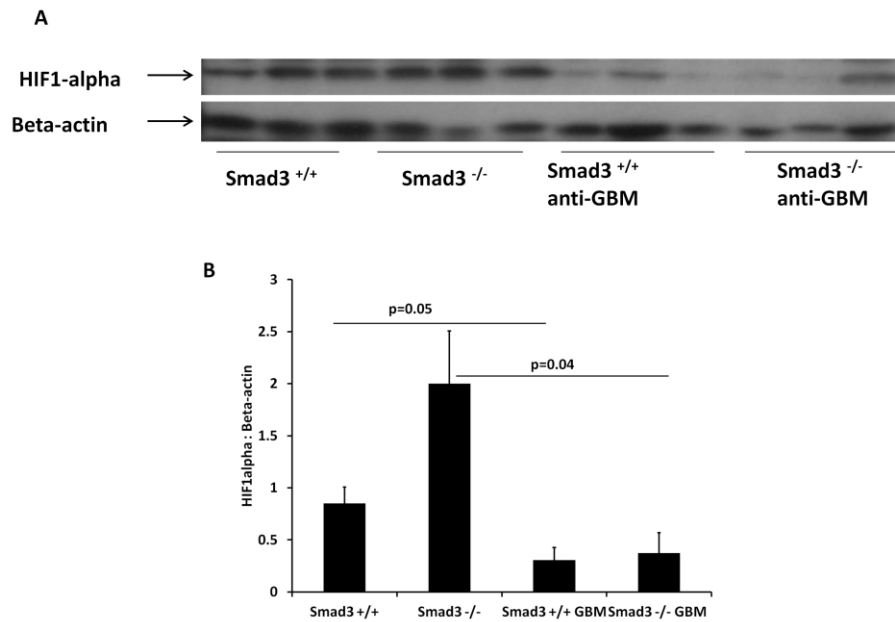 A
HIF1-alpha
Beta-actin
Smad3 +/+
Smad3 -/-
Smad3 +/+
anti-GBM
Smad3 -/-
anti-GBM
B
3
2.5
2
1.5
1
0.5
0
HIF1alpha : Beta-actin
p=0.05
p=0.04
Smad3 +/+
Smad3 -/-
Smad3 +/+ GBM
Smad3 -/- GBM